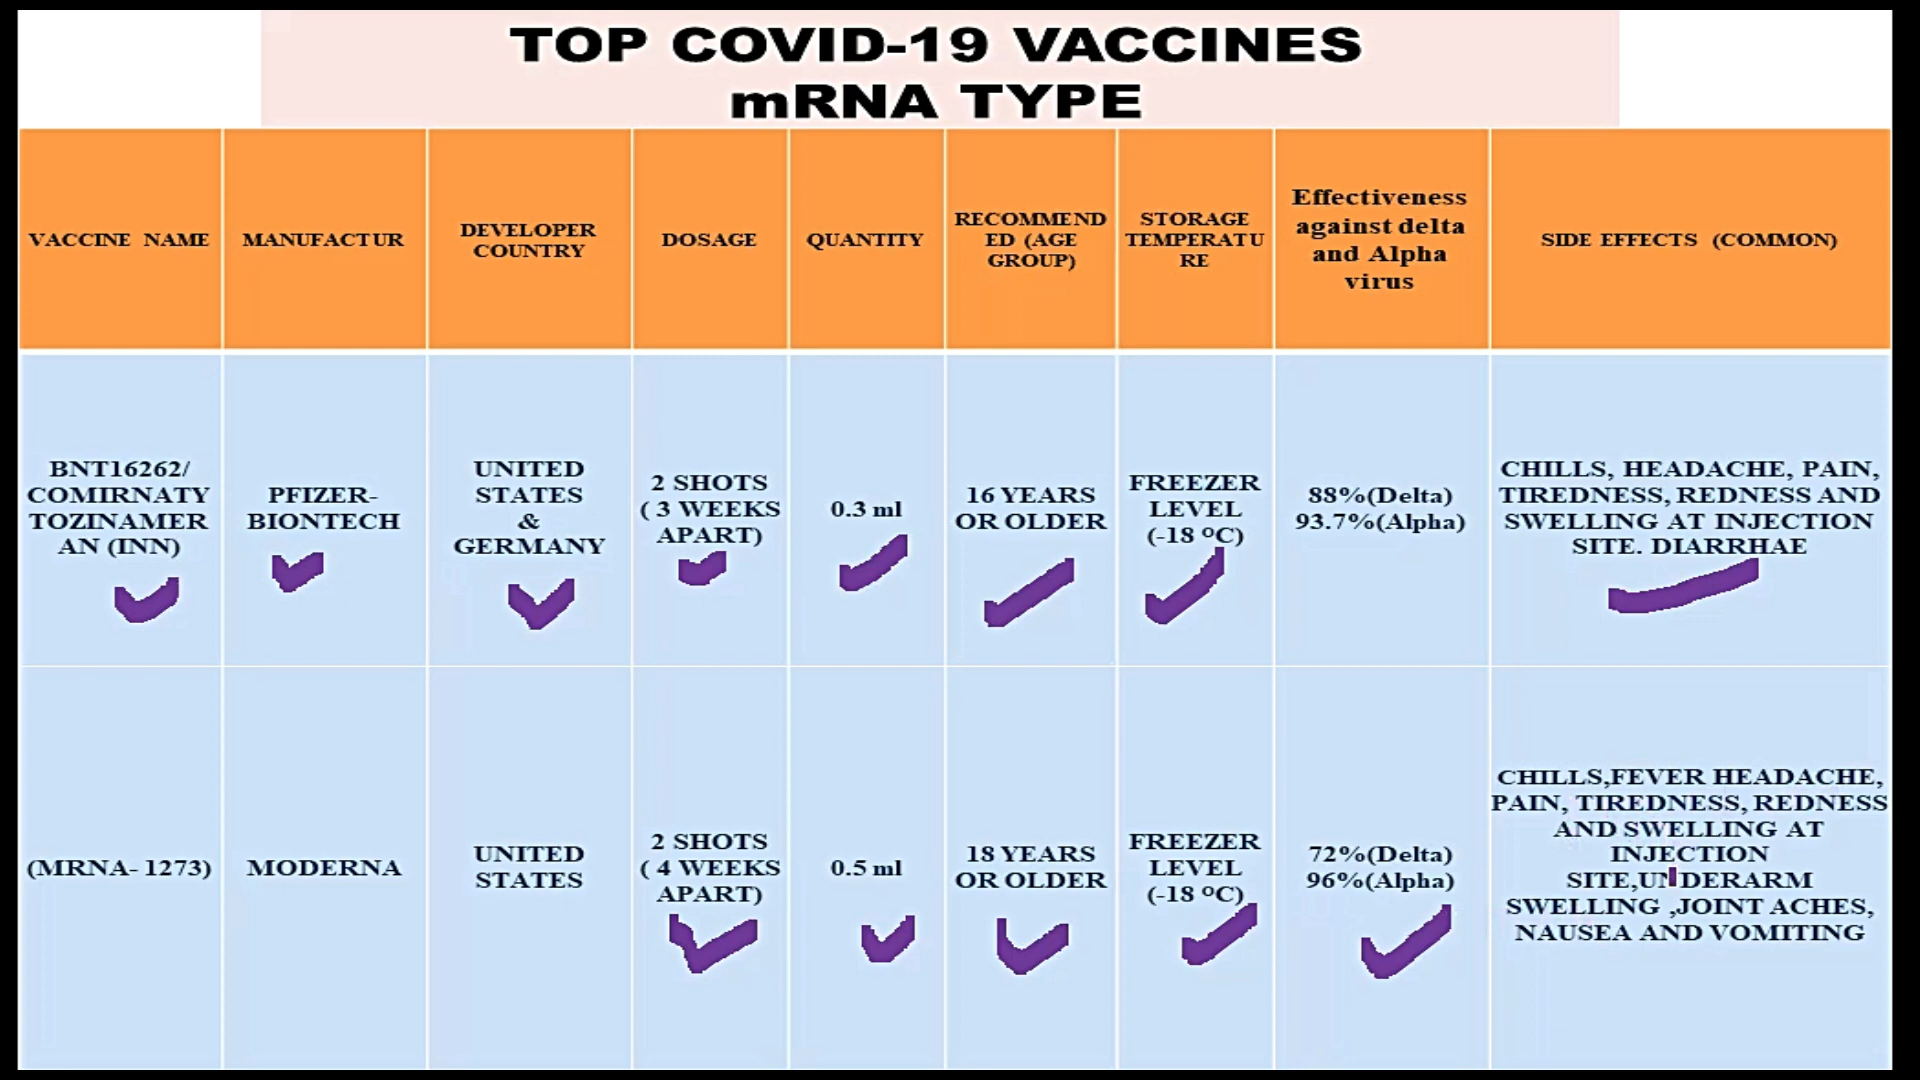 TOP COVID-19 VACCINES
mRNA TYPE
VACCINE NAME
MANUFACTUR
DEVELOPER
COUNTRY
DOSAGE
QUANTITY
RECOMMEND
ED (AGE
GROUP)
STORAGE
TEMPERATU
RE
Effectiveness
against delta
and Alpha
virus
SIDE EFFECTS (COMMON)
BNT16262/
COMIRNATY
TOZINAMER
AN (INN)
PFIZER-
BIONTECH
UNITED
STATES
&
GERMANY
2 SHOTS
( 3 WEEKS
APART)
0.3 ml
16 YEARS
OR OLDER
FREEZER
LEVEL
(-18 ºC)
88%(Delta)
93.7%(Alpha)
CHILLS, HEADACHE, PAIN,
TIREDNESS, REDNESS AND
SWELLING AT INJECTION
SITE. DIARRHAE
(MRNA- 1273)
MODERNA
UNITED
STATES
2 SHOTS
( 4 WEEKS
APART)
0.5 ml
18 YEARS
OR OLDER
FREEZER
LEVEL
(-18 ºC)
72%(Delta)
96%(Alpha)
CHILLS,FEVER HEADACHE,
PAIN, TIREDNESS, REDNESS
AND SWELLING AT
INJECTION
SITE,UNDERARM
SWELLING ,JOINT ACHES,
NAUSEA AND VOMITING